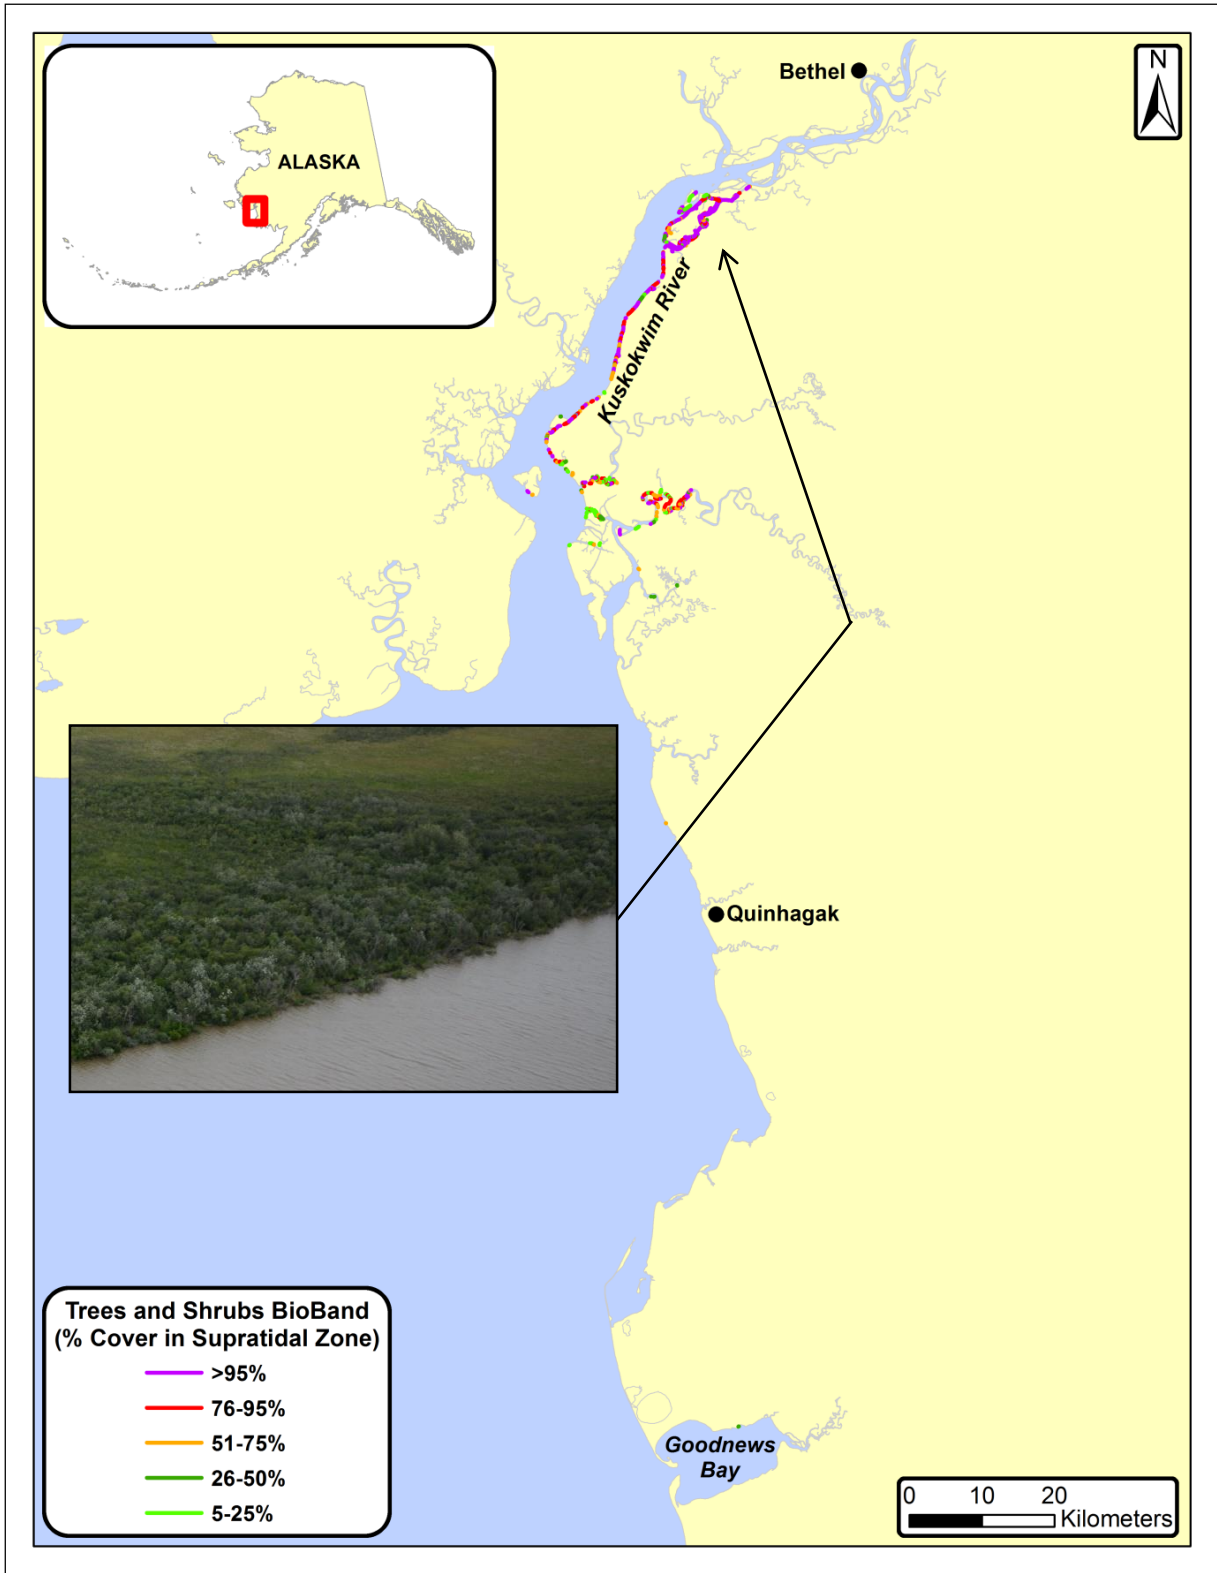 ALASKA
Bethel
N
Kuskokwim River
Quinhagak
Trees and Shrubs BioBand
(% Cover in Supratidal Zone)
>95%
76-95%
51-75%
26-50%
5-25%
Goodnews
Bay
0 10 20
Kilometers